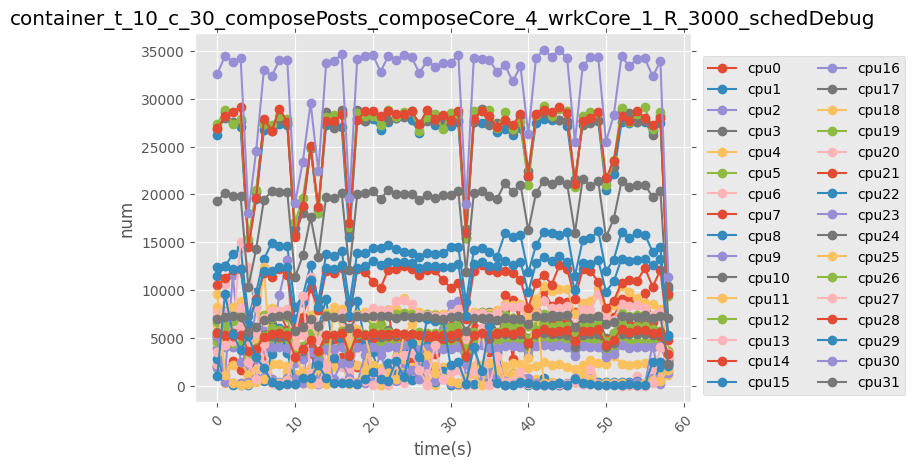 container_t_10_c_30_composePosts_composeCore_4_wrkCore_1_R_3000_schedDebug
num
35000
30000
25000
20000
15000
10000
5000
0
0
10
20
30
40
50
60
time(s)
cpu0
cpu1
cpu2
cpu3
cpu4
cpu5
cpu6
cpu7
cpu8
cpu9
cpu10
cpu11
cpu12
cpu13
cpu14
cpu15
cpu16
cpu17
cpu18
cpu19
cpu20
cpu21
cpu22
cpu23
cpu24
cpu25
cpu26
cpu27
cpu28
cpu29
cpu30
cpu31